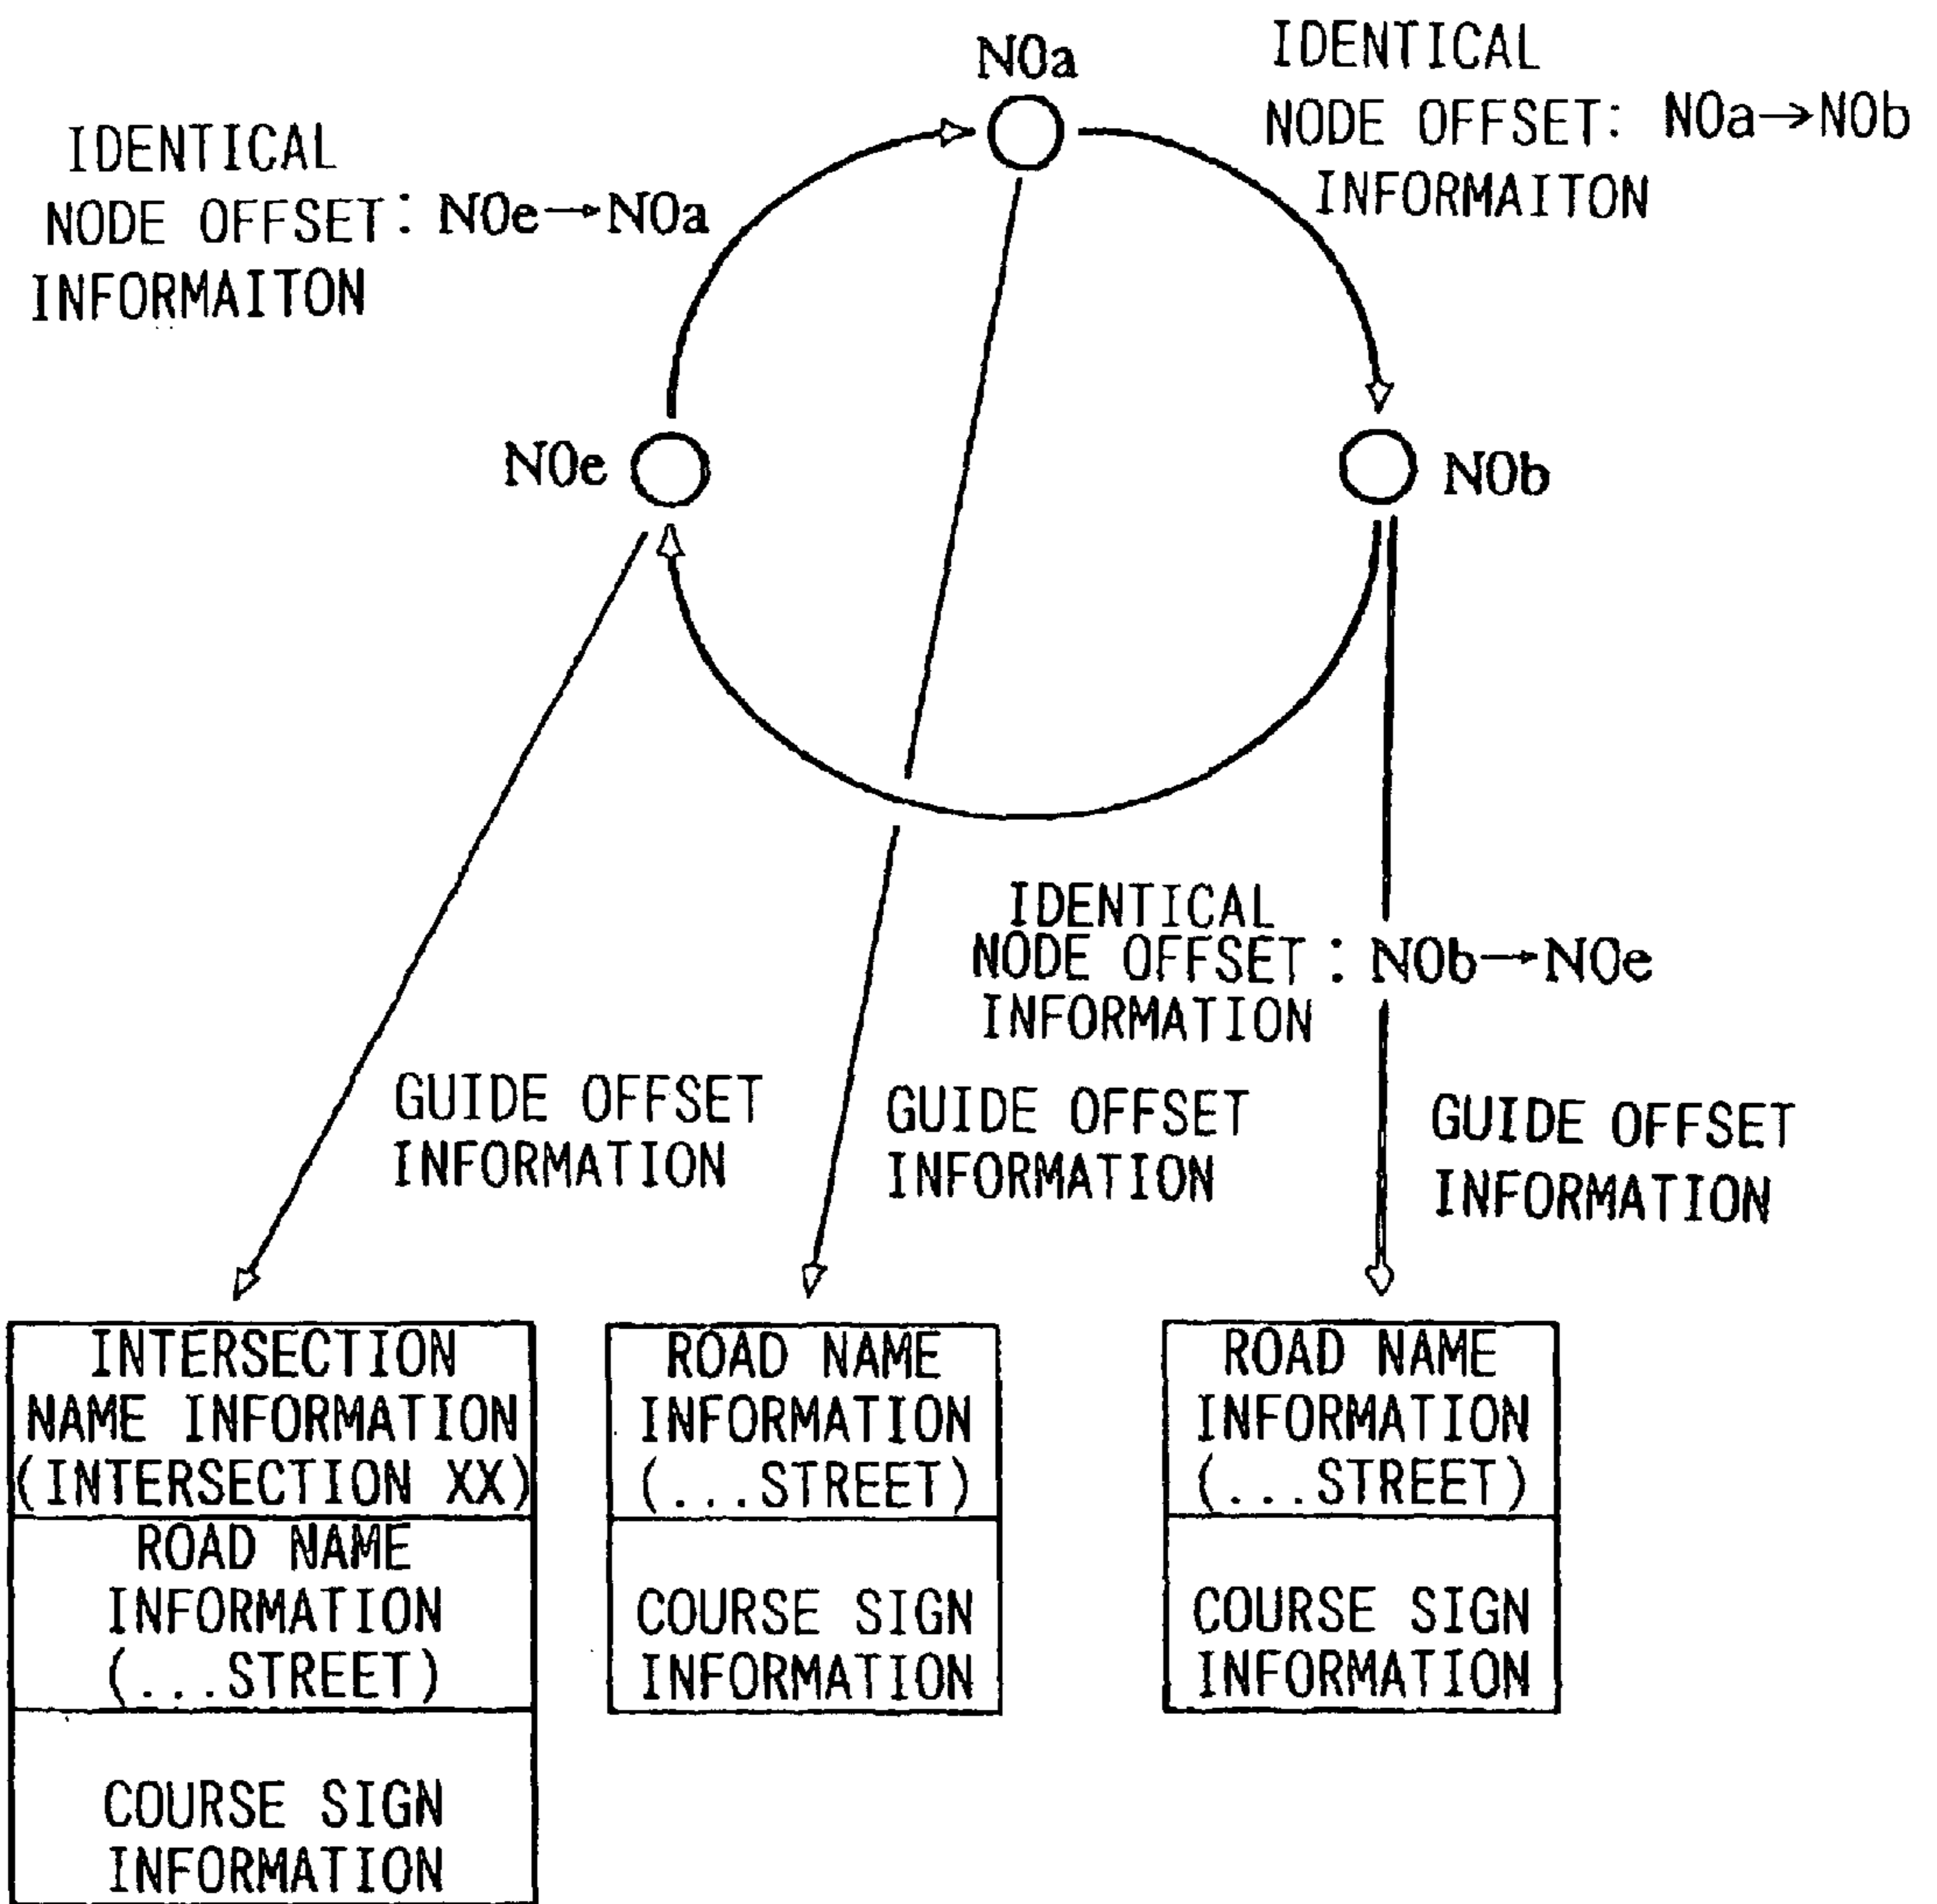 N0a
IDENTICAL
NODE OFFSET: N0a→N0b
INFORMAITON
IDENTICAL
NODE OFFSET: N0e→N0a
INFORMAITON
N0e
N0b
IDENTICAL
NODE OFFSET : N0b→N0e
INFORMATION
GUIDE OFFSET
INFORMATION
GUIDE OFFSET
INFORMATION
GUIDE OFFSET
INFORMATION
INTERSECTION
NAME INFORMATION
(INTERSECTION XX)
ROAD NAME
INFORMATION
(...STREET)
COURSE SIGN
INFORMATION
ROAD NAME
INFORMATION
(...STREET)
COURSE SIGN
INFORMATION
ROAD NAME
INFORMATION
(...STREET)
COURSE SIGN
INFORMATION